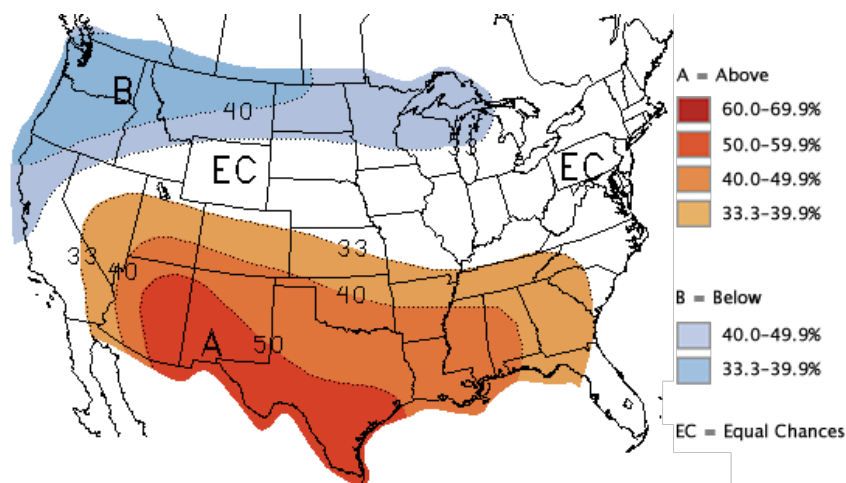 B
40
EC
EC
33
33
40
40
A
50
A = Above
60.0-69.9%
50.0-59.9%
40.0-49.9%
33.3-39.9%
B = Below
40.0-49.9%
33.3-39.9%
EC = Equal Chances